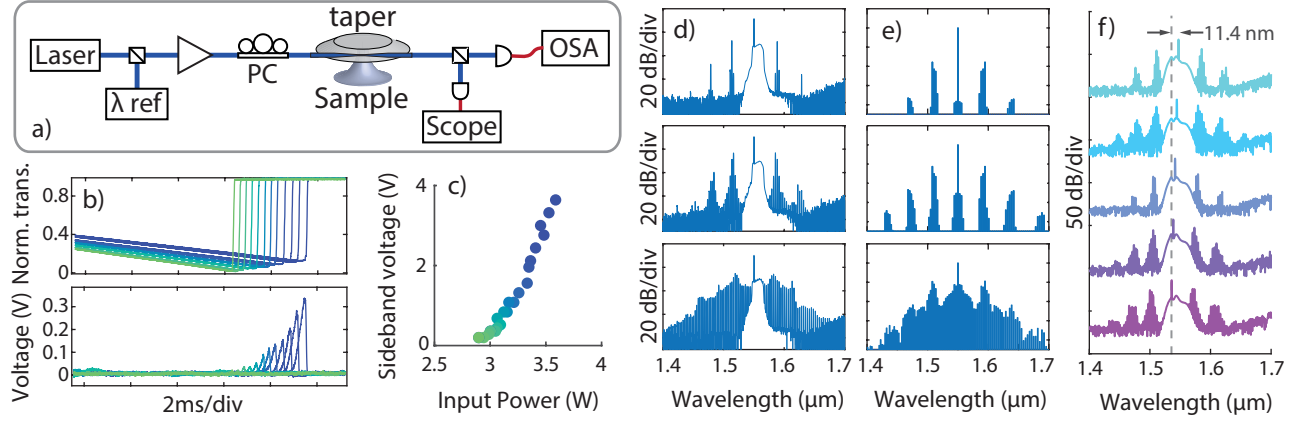 a)
Laser
λ ref
PC
taper
Sample
OSA
Scope
b)
Norm. trans.
0.8
0.4
0
Voltage (V)
0.3
0.2
0.1
0
2ms/div
c)
Sideband voltage (V)
4
2
0
2.5
3
3.5
4
Input Power (W)
d)
20 dB/div
20 dB/div
20 dB/div
1.4
1.5
1.6
1.7
Wavelength (μm)
e)
1.4
1.5
1.6
1.7
Wavelength (μm)
f)
11.4 nm
50 dB/div
1.4
1.5
1.6
1.7
Wavelength (μm)